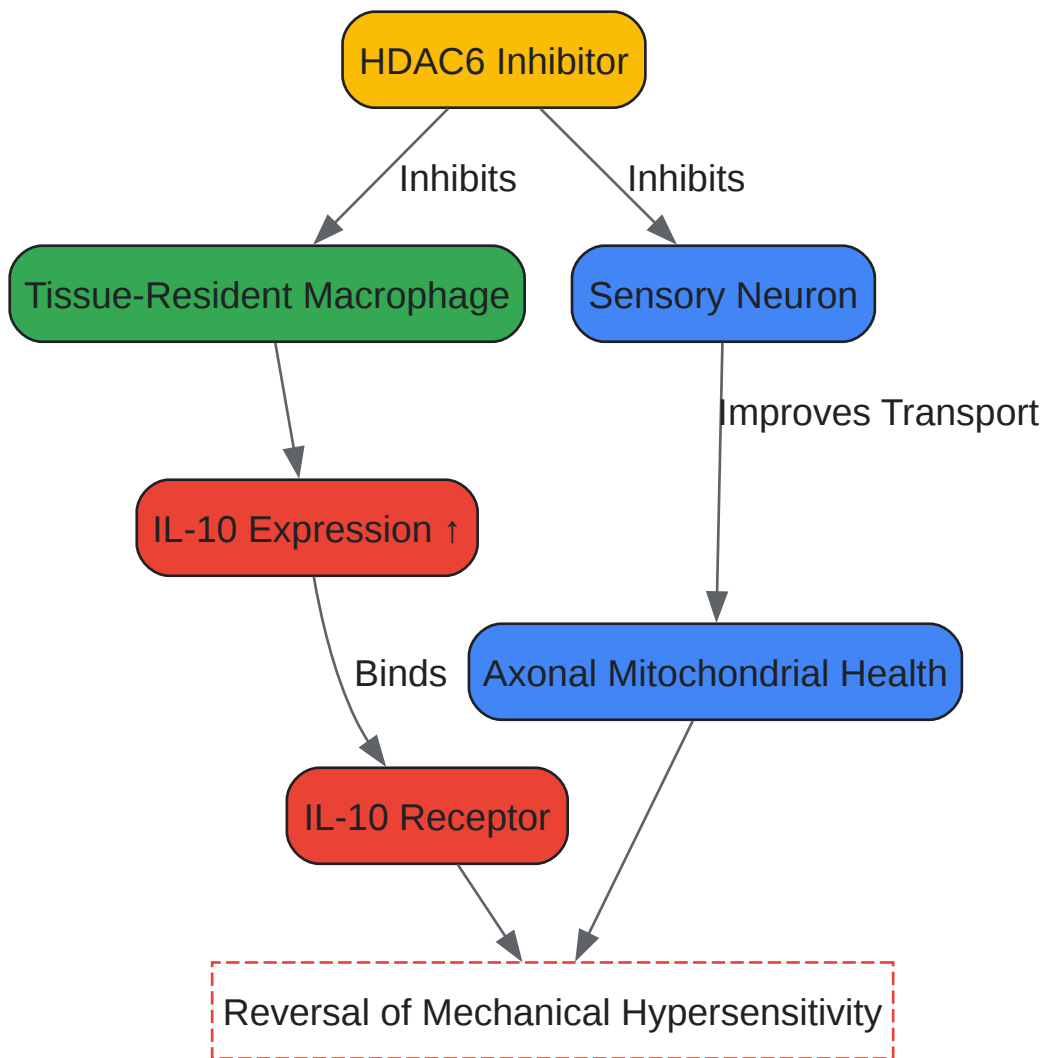 HDAC6 Inhibitor
Inhibits
Inhibits
Tissue-Resident Macrophage
Sensory Neuron
Improves Transport
IL-10 Expression ↑
Binds
Axonal Mitochondrial Health
IL-10 Receptor
Reversal of Mechanical Hypersensitivity